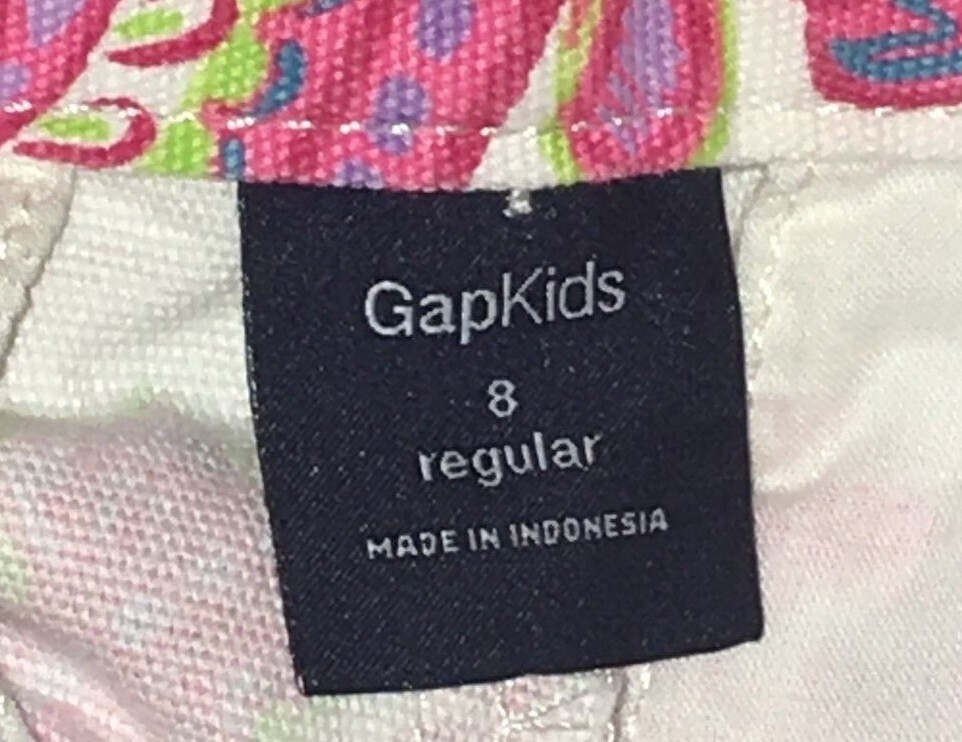 GapKids
8
regular
MADE IN INDONESIA